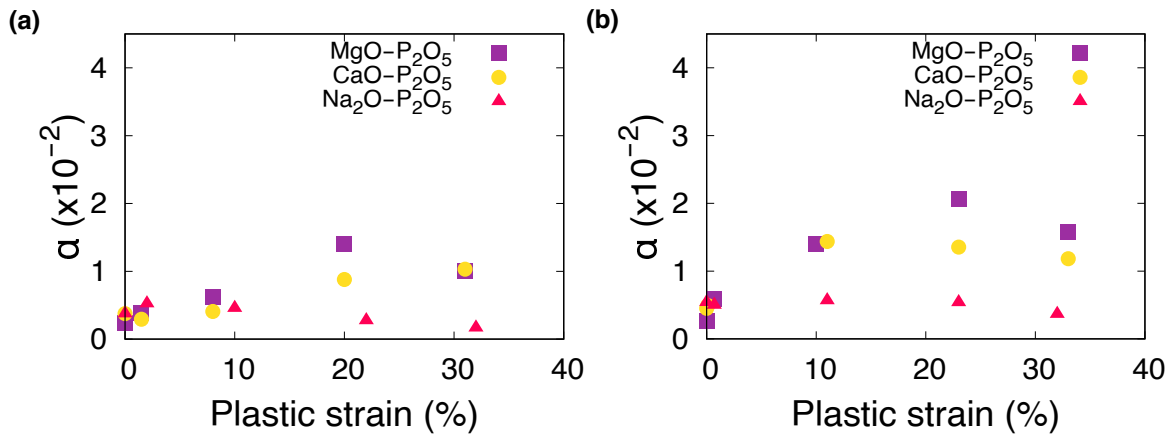 (a)
MgO–P₂O₅
CaO–P₂O₅
Na₂O–P₂O₅
α (x10⁻²)
4
3
2
1
0
0 10 20 30 40
Plastic strain (%)
(b)
MgO–P₂O₅
CaO–P₂O₅
Na₂O–P₂O₅
α (x10⁻²)
4
3
2
1
0
0 10 20 30 40
Plastic strain (%)